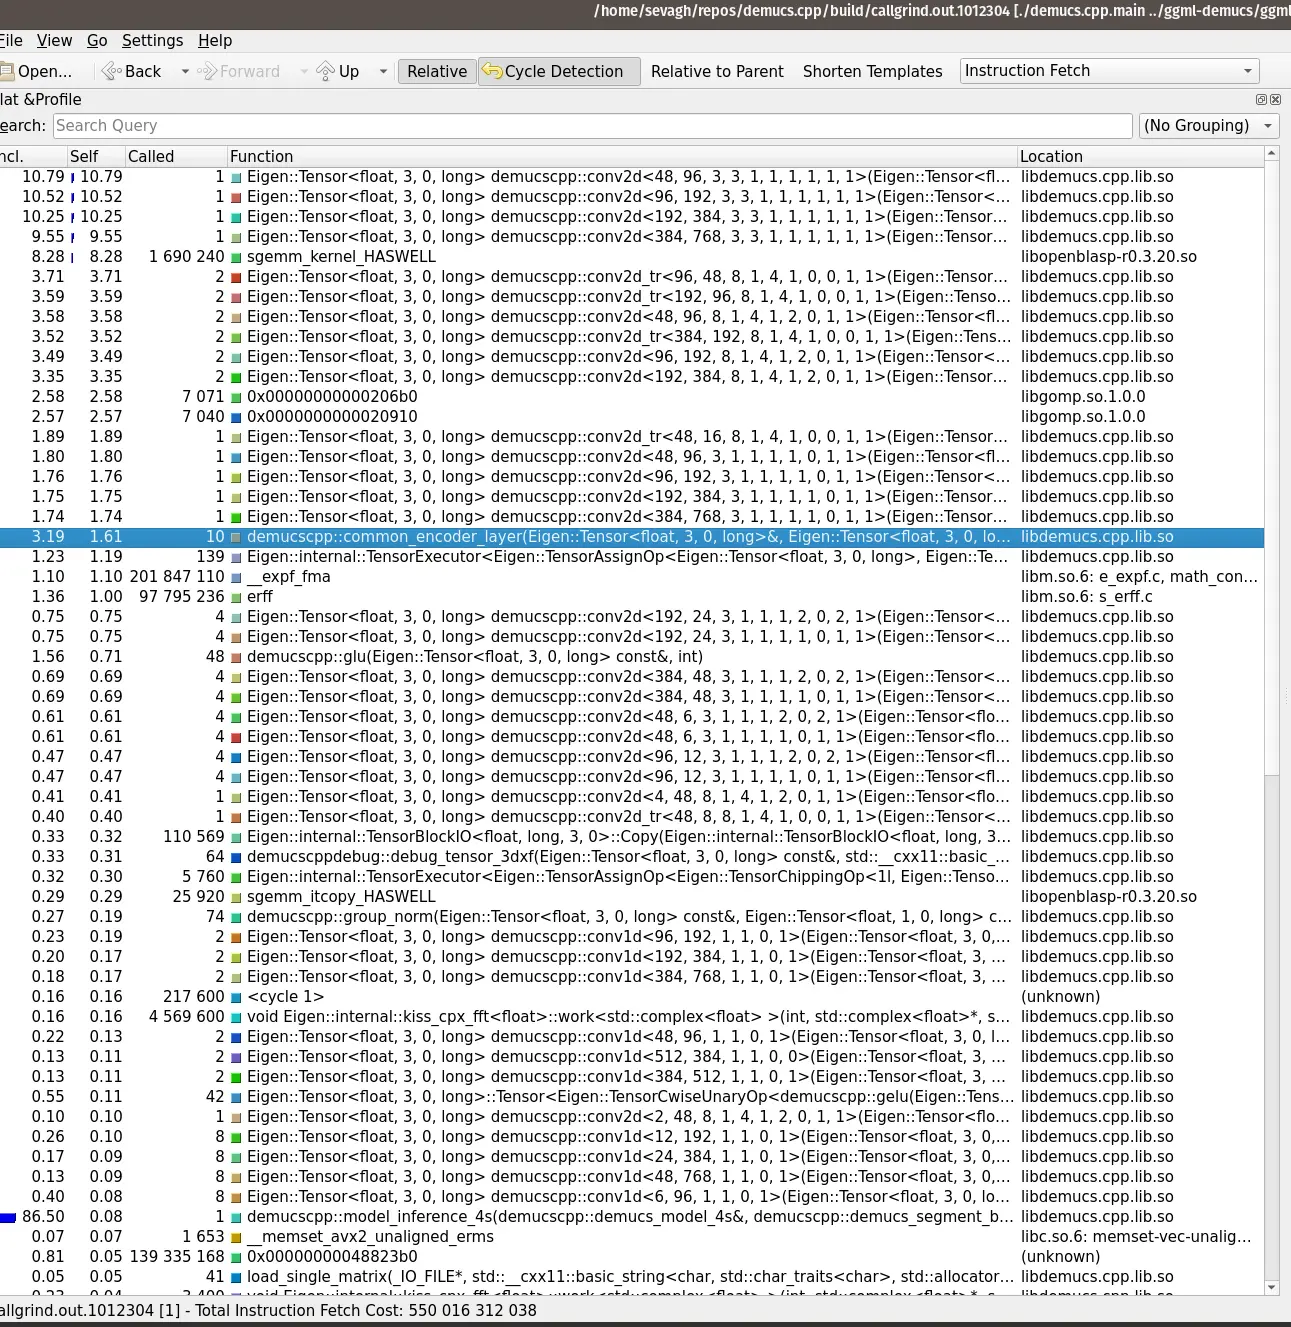 /home/sevagh/repos/demucs.cpp/build/callgrind.out.1012304 [./demucs.cpp.main ../ggml-demucs/ggml
File View Go Settings Help
Open... Back Forward Up Relative Cycle Detection Relative to Parent Shorten Templates Instruction Fetch
lat &Profile
earch: Search Query (No Grouping)
ncl. Self Called Function Location
10.79 10.79 1 Eigen::Tensor<float, 3, 0, long> demucscpp::conv2d<48, 96, 3, 3, 1, 1, 1, 1, 1, 1>(Eigen::Tensor<fl... libdemucs.cpp.lib.so
10.52 10.52 1 Eigen::Tensor<float, 3, 0, long> demucscpp::conv2d<96, 192, 3, 3, 1, 1, 1, 1, 1, 1>(Eigen::Tensor<... libdemucs.cpp.lib.so
10.25 10.25 1 Eigen::Tensor<float, 3, 0, long> demucscpp::conv2d<192, 384, 3, 3, 1, 1, 1, 1, 1, 1>(Eigen::Tensor... libdemucs.cpp.lib.so
9.55 9.55 1 Eigen::Tensor<float, 3, 0, long> demucscpp::conv2d<384, 768, 3, 3, 1, 1, 1, 1, 1, 1>(Eigen::Tensor... libdemucs.cpp.lib.so
8.28 8.28 1 690 240 sgemm_kernel_HASWELL libopenblasp-r0.3.20.so
3.71 3.71 2 Eigen::Tensor<float, 3, 0, long> demucscpp::conv2d_tr<96, 48, 8, 1, 4, 1, 0, 0, 1, 1>(Eigen::Tensor... libdemucs.cpp.lib.so
3.59 3.59 2 Eigen::Tensor<float, 3, 0, long> demucscpp::conv2d_tr<192, 96, 8, 1, 4, 1, 0, 0, 1, 1>(Eigen::Tenso... libdemucs.cpp.lib.so
3.58 3.58 2 Eigen::Tensor<float, 3, 0, long> demucscpp::conv2d<48, 96, 8, 1, 4, 1, 2, 0, 1, 1>(Eigen::Tensor<fl... libdemucs.cpp.lib.so
3.52 3.52 2 Eigen::Tensor<float, 3, 0, long> demucscpp::conv2d_tr<384, 192, 8, 1, 4, 1, 0, 0, 1, 1>(Eigen::Tens... libdemucs.cpp.lib.so
3.49 3.49 2 Eigen::Tensor<float, 3, 0, long> demucscpp::conv2d<96, 192, 8, 1, 4, 1, 2, 0, 1, 1>(Eigen::Tensor<... libdemucs.cpp.lib.so
3.35 3.35 2 Eigen::Tensor<float, 3, 0, long> demucscpp::conv2d<192, 384, 8, 1, 4, 1, 2, 0, 1, 1>(Eigen::Tensor... libdemucs.cpp.lib.so
2.58 2.58 7 071 0x00000000000206b0 libgomp.so.1.0.0
2.57 2.57 7 040 0x0000000000020910 libgomp.so.1.0.0
1.89 1.89 1 Eigen::Tensor<float, 3, 0, long> demucscpp::conv2d_tr<48, 16, 8, 1, 4, 1, 0, 0, 1, 1>(Eigen::Tensor... libdemucs.cpp.lib.so
1.80 1.80 1 Eigen::Tensor<float, 3, 0, long> demucscpp::conv2d<48, 96, 3, 1, 1, 1, 1, 0, 1, 1>(Eigen::Tensor<fl... libdemucs.cpp.lib.so
1.76 1.76 1 Eigen::Tensor<float, 3, 0, long> demucscpp::conv2d<96, 192, 3, 1, 1, 1, 1, 0, 1, 1>(Eigen::Tensor<... libdemucs.cpp.lib.so
1.75 1.75 1 Eigen::Tensor<float, 3, 0, long> demucscpp::conv2d<192, 384, 3, 1, 1, 1, 1, 0, 1, 1>(Eigen::Tensor... libdemucs.cpp.lib.so
1.74 1.74 1 Eigen::Tensor<float, 3, 0, long> demucscpp::conv2d<384, 768, 3, 1, 1, 1, 1, 0, 1, 1>(Eigen::Tensor... libdemucs.cpp.lib.so
3.19 1.61 10 demucscpp::common_encoder_layer(Eigen::Tensor<float, 3, 0, long>&, Eigen::Tensor<float, 3, 0, lo... libdemucs.cpp.lib.so
1.23 1.19 139 Eigen::internal::TensorExecutor<Eigen::TensorAssignOp<Eigen::Tensor<float, 3, 0, long>, Eigen::Te... libdemucs.cpp.lib.so
1.10 1.10 201 847 110 __expf_fma libm.so.6: e_expf.c, math_con...
1.36 1.00 97 795 236 erff libm.so.6: s_erff.c
0.75 0.75 4 Eigen::Tensor<float, 3, 0, long> demucscpp::conv2d<192, 24, 3, 1, 1, 1, 2, 0, 2, 1>(Eigen::Tensor<... libdemucs.cpp.lib.so
0.75 0.75 4 Eigen::Tensor<float, 3, 0, long> demucscpp::conv2d<192, 24, 3, 1, 1, 1, 1, 0, 1, 1>(Eigen::Tensor<... libdemucs.cpp.lib.so
1.56 0.71 48 demucscpp::glu(Eigen::Tensor<float, 3, 0, long> const&, int) libdemucs.cpp.lib.so
0.69 0.69 4 Eigen::Tensor<float, 3, 0, long> demucscpp::conv2d<384, 48, 3, 1, 1, 1, 2, 0, 2, 1>(Eigen::Tensor<... libdemucs.cpp.lib.so
0.69 0.69 4 Eigen::Tensor<float, 3, 0, long> demucscpp::conv2d<384, 48, 3, 1, 1, 1, 1, 0, 1, 1>(Eigen::Tensor<... libdemucs.cpp.lib.so
0.61 0.61 4 Eigen::Tensor<float, 3, 0, long> demucscpp::conv2d<48, 6, 3, 1, 1, 1, 2, 0, 2, 1>(Eigen::Tensor<flo... libdemucs.cpp.lib.so
0.61 0.61 4 Eigen::Tensor<float, 3, 0, long> demucscpp::conv2d<48, 6, 3, 1, 1, 1, 1, 0, 1, 1>(Eigen::Tensor<flo... libdemucs.cpp.lib.so
0.47 0.47 4 Eigen::Tensor<float, 3, 0, long> demucscpp::conv2d<96, 12, 3, 1, 1, 1, 2, 0, 2, 1>(Eigen::Tensor<fl... libdemucs.cpp.lib.so
0.47 0.47 4 Eigen::Tensor<float, 3, 0, long> demucscpp::conv2d<96, 12, 3, 1, 1, 1, 1, 0, 1, 1>(Eigen::Tensor<fl... libdemucs.cpp.lib.so
0.41 0.41 1 Eigen::Tensor<float, 3, 0, long> demucscpp::conv2d<4, 48, 8, 1, 4, 1, 2, 0, 1, 1>(Eigen::Tensor<flo... libdemucs.cpp.lib.so
0.40 0.40 1 Eigen::Tensor<float, 3, 0, long> demucscpp::conv2d_tr<48, 8, 8, 1, 4, 1, 0, 0, 1, 1>(Eigen::Tensor<... libdemucs.cpp.lib.so
0.33 0.32 110 569 Eigen::internal::TensorBlockIO<float, long, 3, 0>::Copy(Eigen::internal::TensorBlockIO<float, long, 3... libdemucs.cpp.lib.so
0.33 0.31 64 demucscppdebug::debug_tensor_3dxf(Eigen::Tensor<float, 3, 0, long> const&, std::__cxx11::basic_... libdemucs.cpp.lib.so
0.32 0.30 5 760 Eigen::internal::TensorExecutor<Eigen::TensorAssignOp<Eigen::TensorChippingOp<1l, Eigen::Tenso... libdemucs.cpp.lib.so
0.29 0.29 25 920 sgemm_itcopy_HASWELL libopenblasp-r0.3.20.so
0.27 0.19 74 demucscpp::group_norm(Eigen::Tensor<float, 3, 0, long> const&, Eigen::Tensor<float, 1, 0, long> c... libdemucs.cpp.lib.so
0.23 0.19 2 Eigen::Tensor<float, 3, 0, long> demucscpp::conv1d<96, 192, 1, 1, 0, 1>(Eigen::Tensor<float, 3, 0,... libdemucs.cpp.lib.so
0.20 0.17 2 Eigen::Tensor<float, 3, 0, long> demucscpp::conv1d<192, 384, 1, 1, 0, 1>(Eigen::Tensor<float, 3, ... libdemucs.cpp.lib.so
0.18 0.17 2 Eigen::Tensor<float, 3, 0, long> demucscpp::conv1d<384, 768, 1, 1, 0, 1>(Eigen::Tensor<float, 3, ... libdemucs.cpp.lib.so
0.16 0.16 217 600 <cycle 1> (unknown)
0.16 0.16 4 569 600 void Eigen::internal::kiss_cpx_fft<float>::work<std::complex<float> >(int, std::complex<float>*, s... libdemucs.cpp.lib.so
0.22 0.13 2 Eigen::Tensor<float, 3, 0, long> demucscpp::conv1d<48, 96, 1, 1, 0, 1>(Eigen::Tensor<float, 3, 0, l... libdemucs.cpp.lib.so
0.13 0.11 2 Eigen::Tensor<float, 3, 0, long> demucscpp::conv1d<512, 384, 1, 1, 0, 0>(Eigen::Tensor<float, 3, ... libdemucs.cpp.lib.so
0.13 0.11 2 Eigen::Tensor<float, 3, 0, long> demucscpp::conv1d<384, 512, 1, 1, 0, 1>(Eigen::Tensor<float, 3, ... libdemucs.cpp.lib.so
0.55 0.11 42 Eigen::Tensor<float, 3, 0, long>::Tensor<Eigen::TensorCwiseUnaryOp<demucscpp::gelu(Eigen::Tens... libdemucs.cpp.lib.so
0.10 0.10 1 Eigen::Tensor<float, 3, 0, long> demucscpp::conv2d<2, 48, 8, 1, 4, 1, 2, 0, 1, 1>(Eigen::Tensor<flo... libdemucs.cpp.lib.so
0.26 0.10 8 Eigen::Tensor<float, 3, 0, long> demucscpp::conv1d<12, 192, 1, 1, 0, 1>(Eigen::Tensor<float, 3, 0,... libdemucs.cpp.lib.so
0.17 0.09 8 Eigen::Tensor<float, 3, 0, long> demucscpp::conv1d<24, 384, 1, 1, 0, 1>(Eigen::Tensor<float, 3, 0,... libdemucs.cpp.lib.so
0.13 0.09 8 Eigen::Tensor<float, 3, 0, long> demucscpp::conv1d<48, 768, 1, 1, 0, 1>(Eigen::Tensor<float, 3, 0,... libdemucs.cpp.lib.so
0.40 0.08 8 Eigen::Tensor<float, 3, 0, long> demucscpp::conv1d<6, 96, 1, 1, 0, 1>(Eigen::Tensor<float, 3, 0, lo... libdemucs.cpp.lib.so
86.50 0.08 1 demucscpp::model_inference_4s(demucscpp::demucs_model_4s&, demucscpp::demucs_segment_b... libdemucs.cpp.lib.so
0.07 0.07 1 653 __memset_avx2_unaligned_erms libc.so.6: memset-vec-unalig...
0.81 0.05 139 335 168 0x00000000048823b0 (unknown)
0.05 0.05 41 load_single_matrix(_IO_FILE*, std::__cxx11::basic_string<char, std::char_traits<char>, std::allocator... libdemucs.cpp.lib.so
allgrind.out.1012304 [1] - Total Instruction Fetch Cost: 550 016 312 038